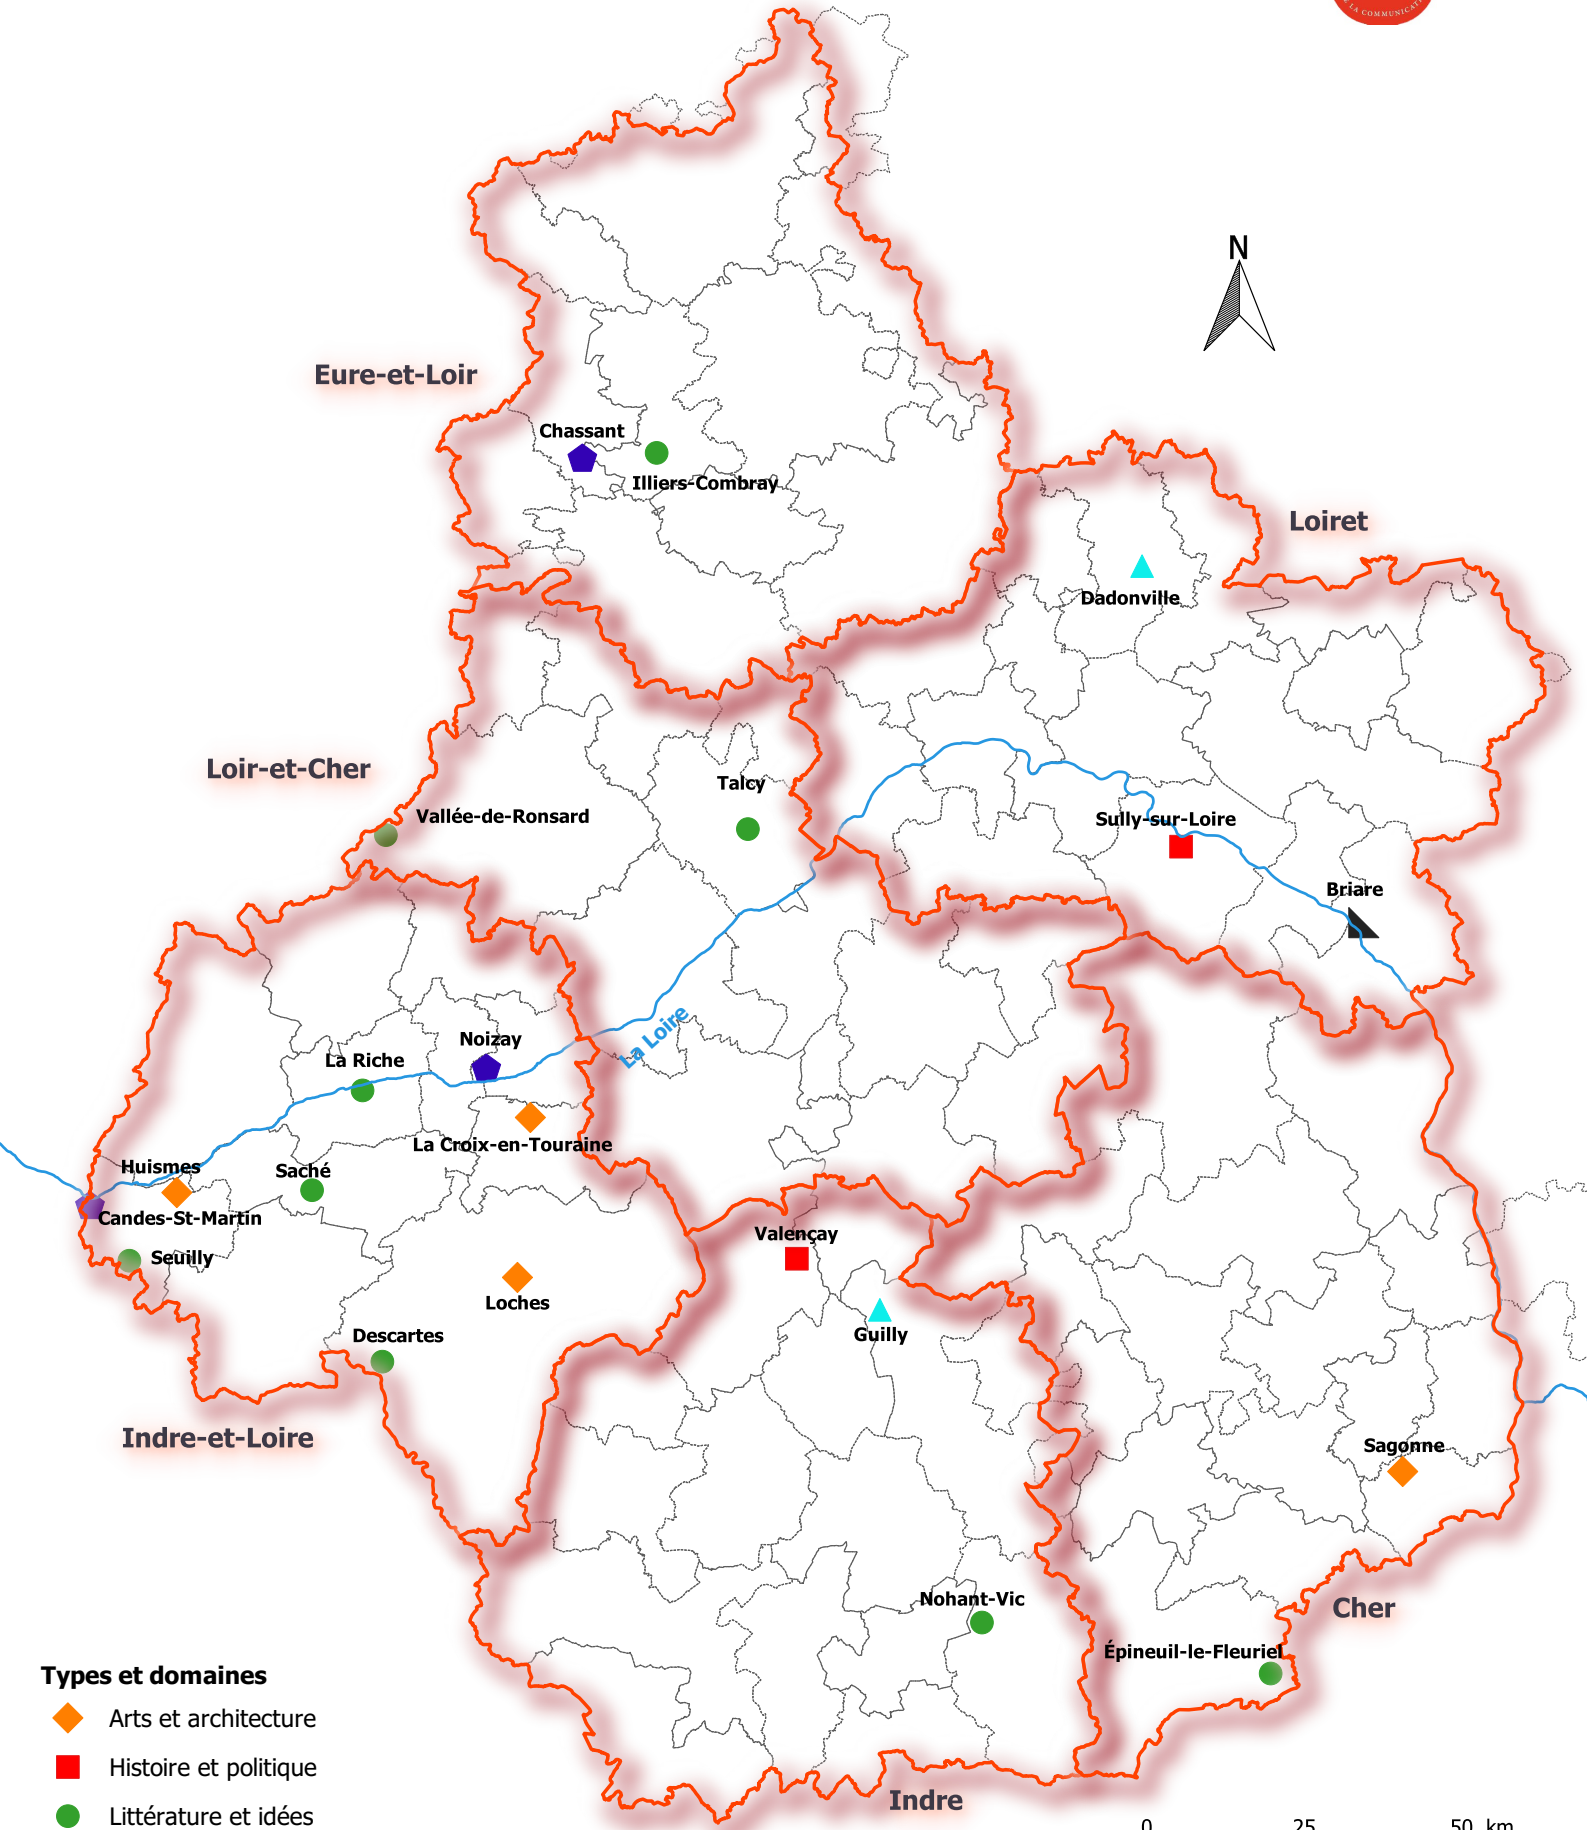 LA COMMUNICAT
N
Eure-et-Loir
Chassant
Illiers-Combray
Loiret
Dadonville
Loir-et-Cher
Talcy
Vallée-de-Ronsard
Sully-sur-Loire
Briare
La Loire
Noizay
La Riche
La Croix-en-Touraine
Huismes
Saché
Candes-St-Martin
Seuilly
Valençay
Loches
Guilly
Descartes
Indre-et-Loire
Sagonne
Nohant-Vic
Cher
Épineuil-le-Fleuriel
Types et domaines
Arts et architecture
Histoire et politique
Indre
Littérature et idées
0 25 50 km